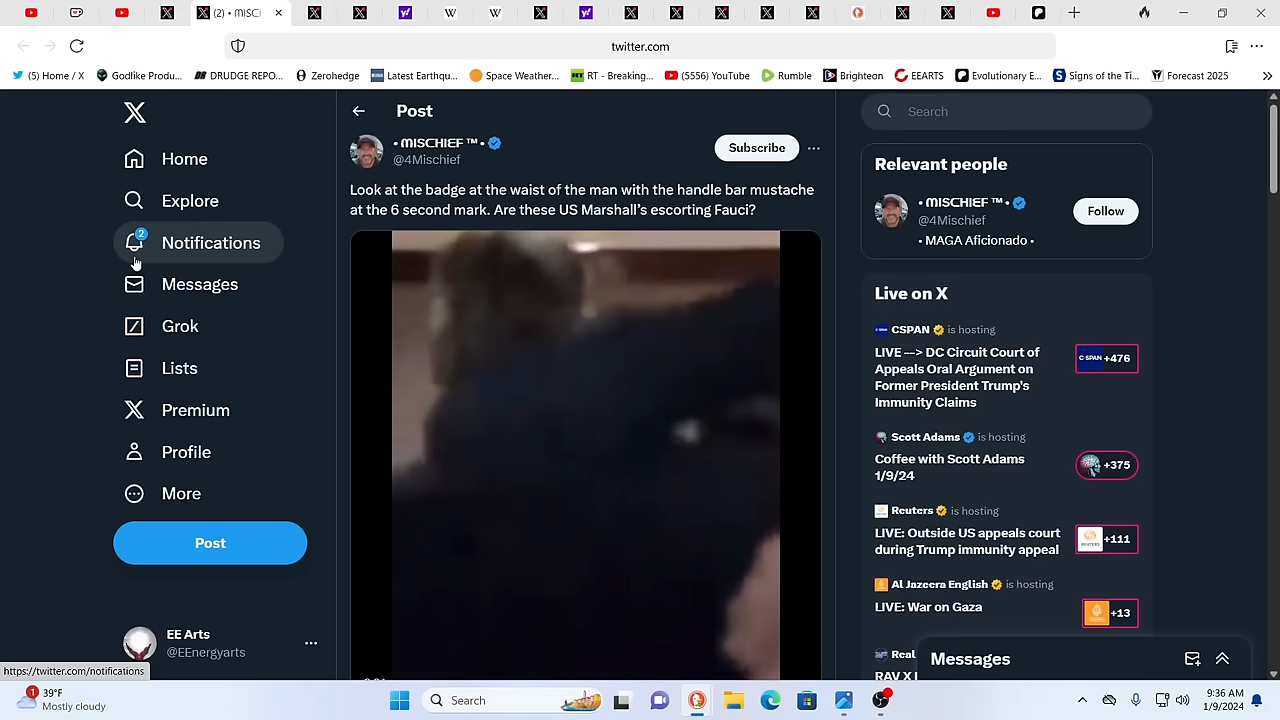 (2) • MISC
twitter.com
(5) Home / X
Godlike Produ...
DRUDGE REPO...
Zerohedge
Latest Earthqu...
Space Weather...
RT - Breaking...
(5556) YouTube
Rumble
Brighteon
EEARTS
Evolutionary E...
Signs of the Ti...
Forecast 2025
Home
Explore
2
Notifications
Messages
Grok
Lists
Premium
Profile
More
Post
EE Arts
@EEnergyarts
https://twitter.com/notifications
Post
• MISCHIEF ™ •
@4Mischief
Subscribe
Look at the badge at the waist of the man with the handle bar mustache
at the 6 second mark. Are these US Marshall’s escorting Fauci?
Search
Relevant people
• MISCHIEF ™ •
@4Mischief
Follow
• MAGA Aficionado •
Live on X
CSPAN is hosting
LIVE —> DC Circuit Court of
Appeals Oral Argument on
Former President Trump's
Immunity Claims
C-SPAN +476
Scott Adams is hosting
Coffee with Scott Adams
1/9/24
+375
Reuters is hosting
LIVE: Outside US appeals court
during Trump immunity appeal
REUTERS +111
Al Jazeera English is hosting
LIVE: War on Gaza
+13
Real
Messages
1
39°F
Mostly cloudy
Search
9:36 AM
1/9/2024